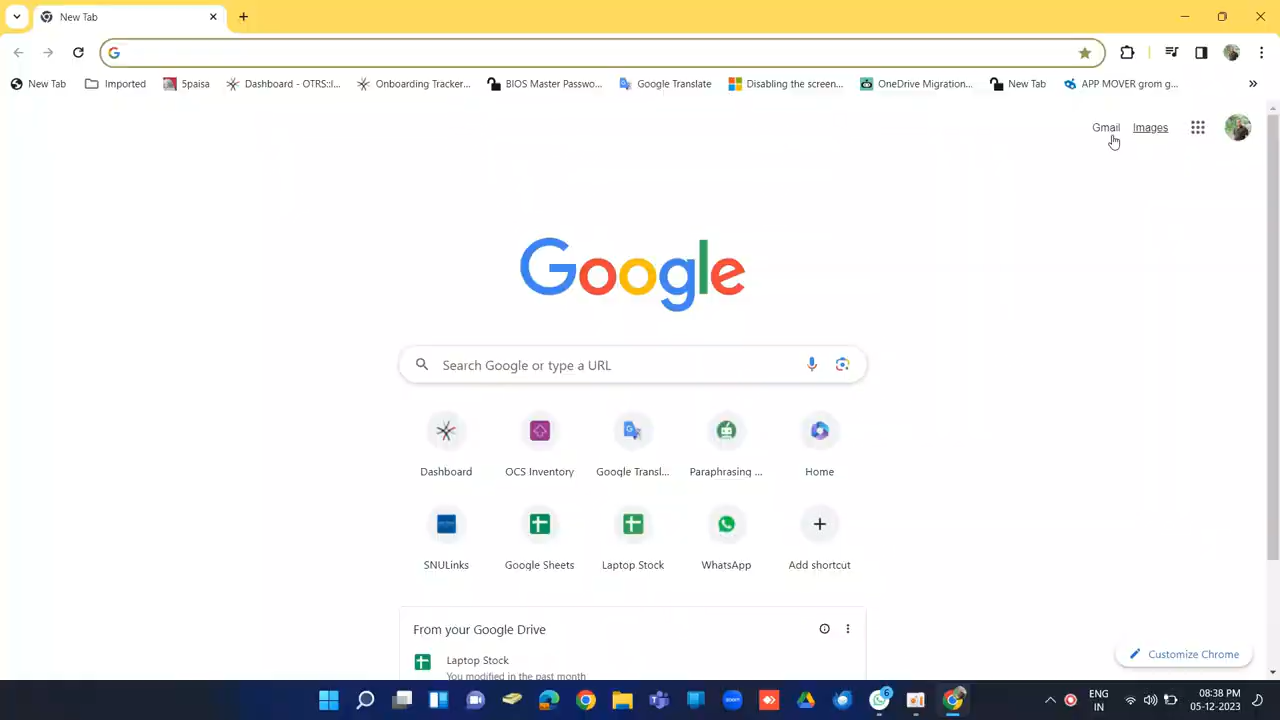 New Tab
New Tab
Imported
5paisa
Dashboard - OTRS::I...
Onboarding Tracker...
BIOS Master Passwo...
Google Translate
Disabling the screen...
OneDrive Migration...
New Tab
APP MOVER grom g...
Gmail
Images
Google
Search Google or type a URL
Dashboard
OCS Inventory
Google Transl...
Paraphrasing ...
Home
SNULinks
Google Sheets
Laptop Stock
WhatsApp
Add shortcut
From your Google Drive
Laptop Stock
You modified in the past month
Customize Chrome
zoom
6
ENG
IN
08:38 PM
05-12-2023